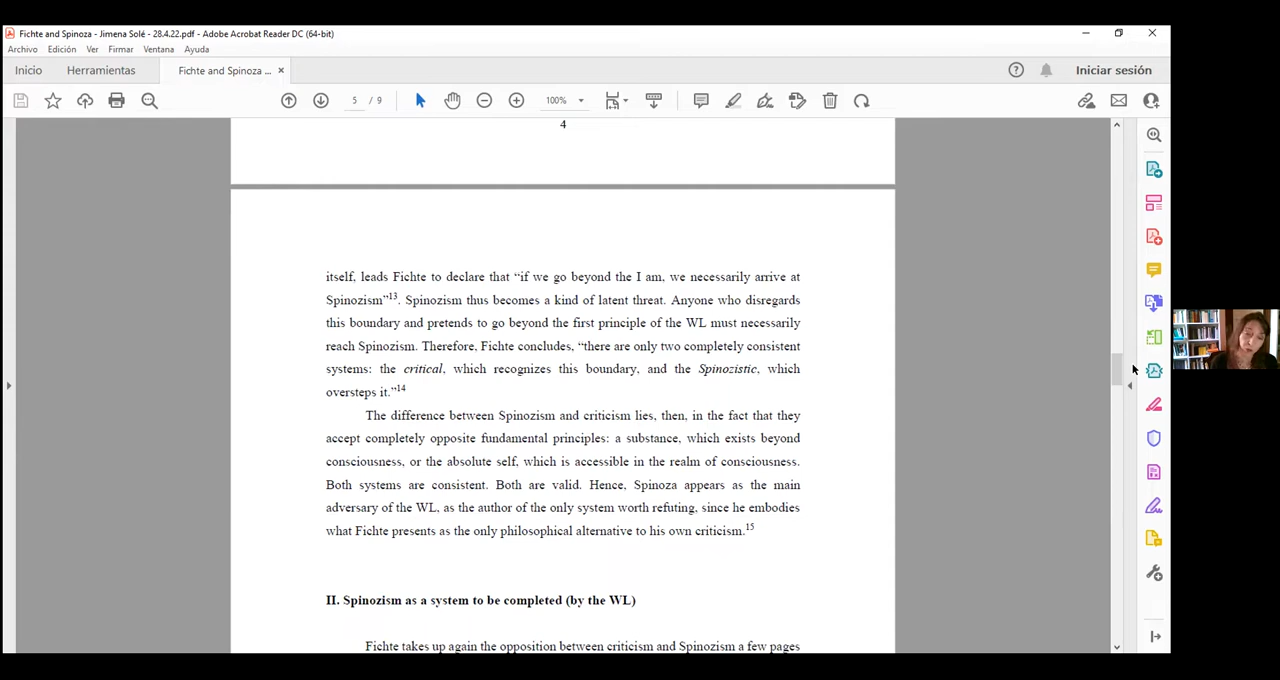 Fichte and Spinoza - Jimena Solé - 28.4.22.pdf - Adobe Acrobat Reader DC (64-bit)
Archivo Edición Ver Firmar Ventana Ayuda
Inicio Herramientas Fichte and Spinoza ... × Iniciar sesión
5 / 9 100%
4
itself, leads Fichte to declare that “if we go beyond the I am, we necessarily arrive at
Spinozism”13. Spinozism thus becomes a kind of latent threat. Anyone who disregards
this boundary and pretends to go beyond the first principle of the WL must necessarily
reach Spinozism. Therefore, Fichte concludes, “there are only two completely consistent
systems: the critical, which recognizes this boundary, and the Spinozistic, which
oversteps it.”14
The difference between Spinozism and criticism lies, then, in the fact that they
accept completely opposite fundamental principles: a substance, which exists beyond
consciousness, or the absolute self, which is accessible in the realm of consciousness.
Both systems are consistent. Both are valid. Hence, Spinoza appears as the main
adversary of the WL, as the author of the only system worth refuting, since he embodies
what Fichte presents as the only philosophical alternative to his own criticism.15
II. Spinozism as a system to be completed (by the WL)
Fichte takes up again the opposition between criticism and Spinozism a few pages